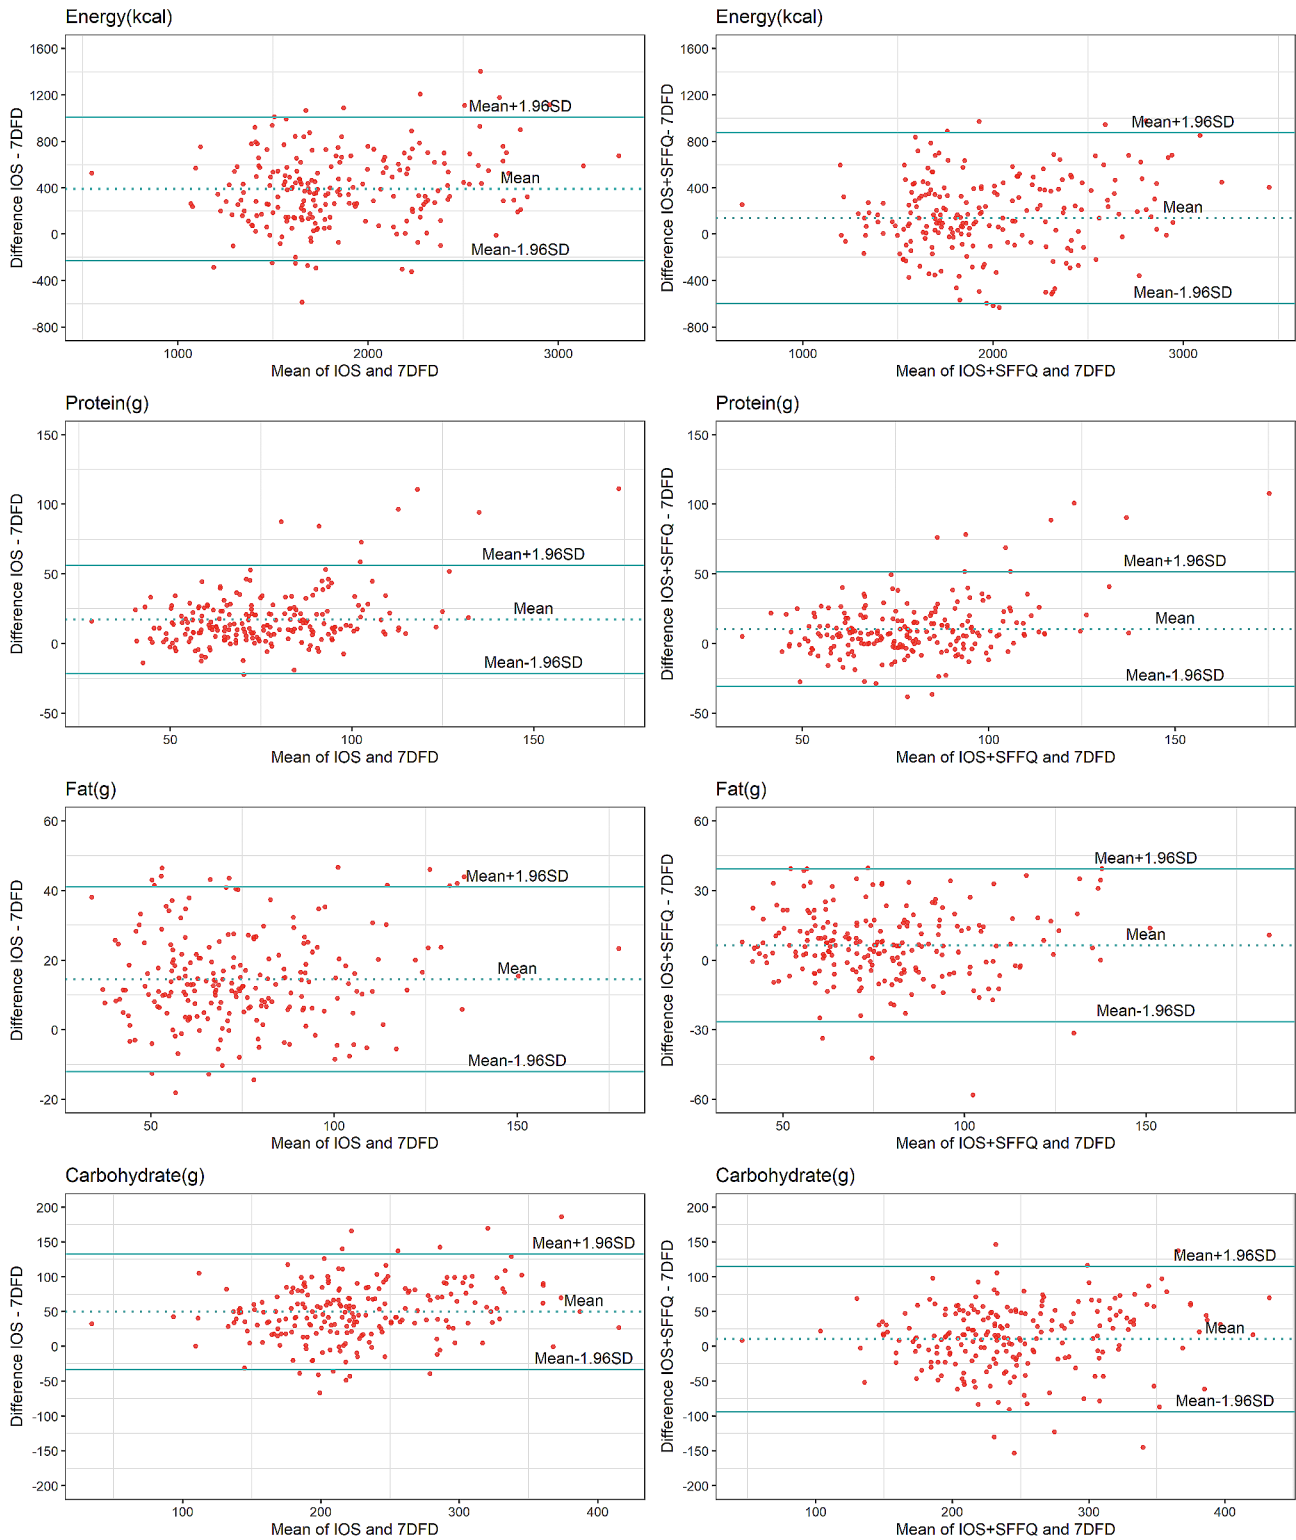 Energy(kcal)
1600
1200
800
400
0
-400
-800
Difference IOS - 7DFD
Mean+1.96SD
Mean
Mean-1.96SD
1000 2000 3000
Mean of IOS and 7DFD
Energy(kcal)
1600
1200
800
400
0
-400
-800
Difference IOS+SFFQ- 7DFD
Mean+1.96SD
Mean
Mean-1.96SD
1000 2000 3000
Mean of IOS+SFFQ and 7DFD
Protein(g)
150
100
50
0
-50
Difference IOS - 7DFD
Mean+1.96SD
Mean
Mean-1.96SD
50 100 150
Mean of IOS and 7DFD
Protein(g)
150
100
50
0
-50
Difference IOS+SFFQ - 7DFD
Mean+1.96SD
Mean
Mean-1.96SD
50 100 150
Mean of IOS+SFFQ and 7DFD
Fat(g)
60
40
20
0
-20
Difference IOS - 7DFD
Mean+1.96SD
Mean
Mean-1.96SD
50 100 150
Mean of IOS and 7DFD
Fat(g)
60
30
0
-30
-60
Difference IOS+SFFQ - 7DFD
Mean+1.96SD
Mean
Mean-1.96SD
50 100 150
Mean of IOS+SFFQ and 7DFD
Carbohydrate(g)
200
150
100
50
0
-50
-100
-150
-200
Difference IOS - 7DFD
Mean+1.96SD
Mean
Mean-1.96SD
100 200 300 400
Mean of IOS and 7DFD
Carbohydrate(g)
200
150
100
50
0
-50
-100
-150
-200
Difference IOS+SFFQ - 7DFD
Mean+1.96SD
Mean
Mean-1.96SD
100 200 300 400
Mean of IOS+SFFQ and 7DFD